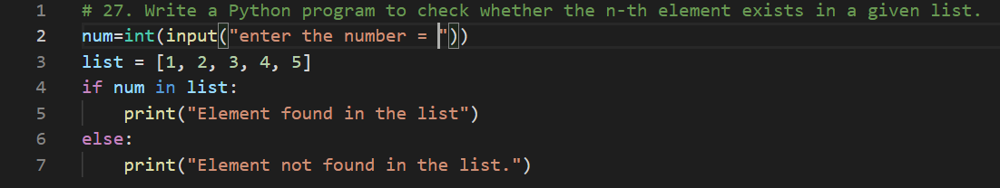 1 # 27. Write a Python program to check whether the n-th element exists in a given list.
2 num=int(input("enter the number = "))
3 list = [1, 2, 3, 4, 5]
4 if num in list:
5     print("Element found in the list")
6 else:
7     print("Element not found in the list.")